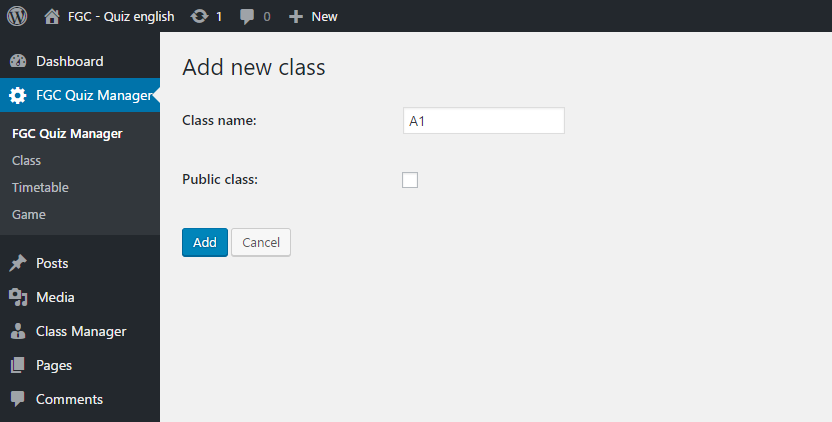 FGC - Quiz english 1 0 New
Dashboard
FGC Quiz Manager
FGC Quiz Manager
Class
Timetable
Game
Posts
Media
Class Manager
Pages
Comments
Add new class
Class name: A1
Public class:
Add Cancel